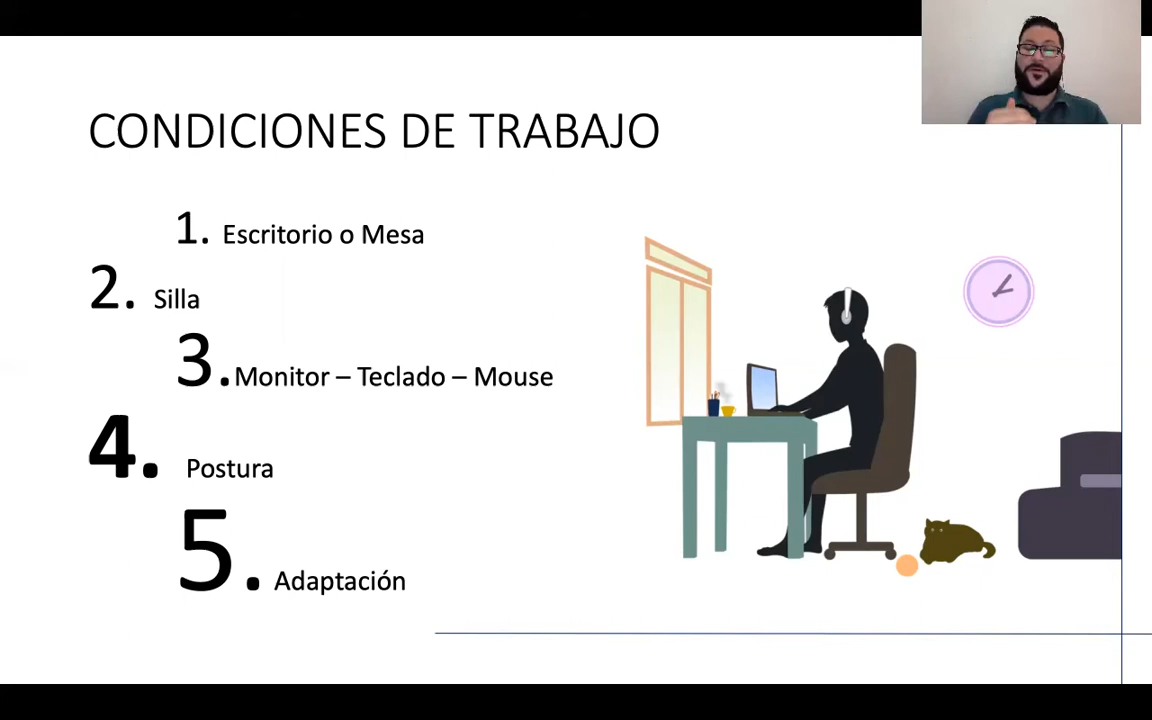 CONDICIONES DE TRABAJO
1. Escritorio o Mesa
2. Silla
3. Monitor – Teclado – Mouse
4. Postura
5. Adaptación